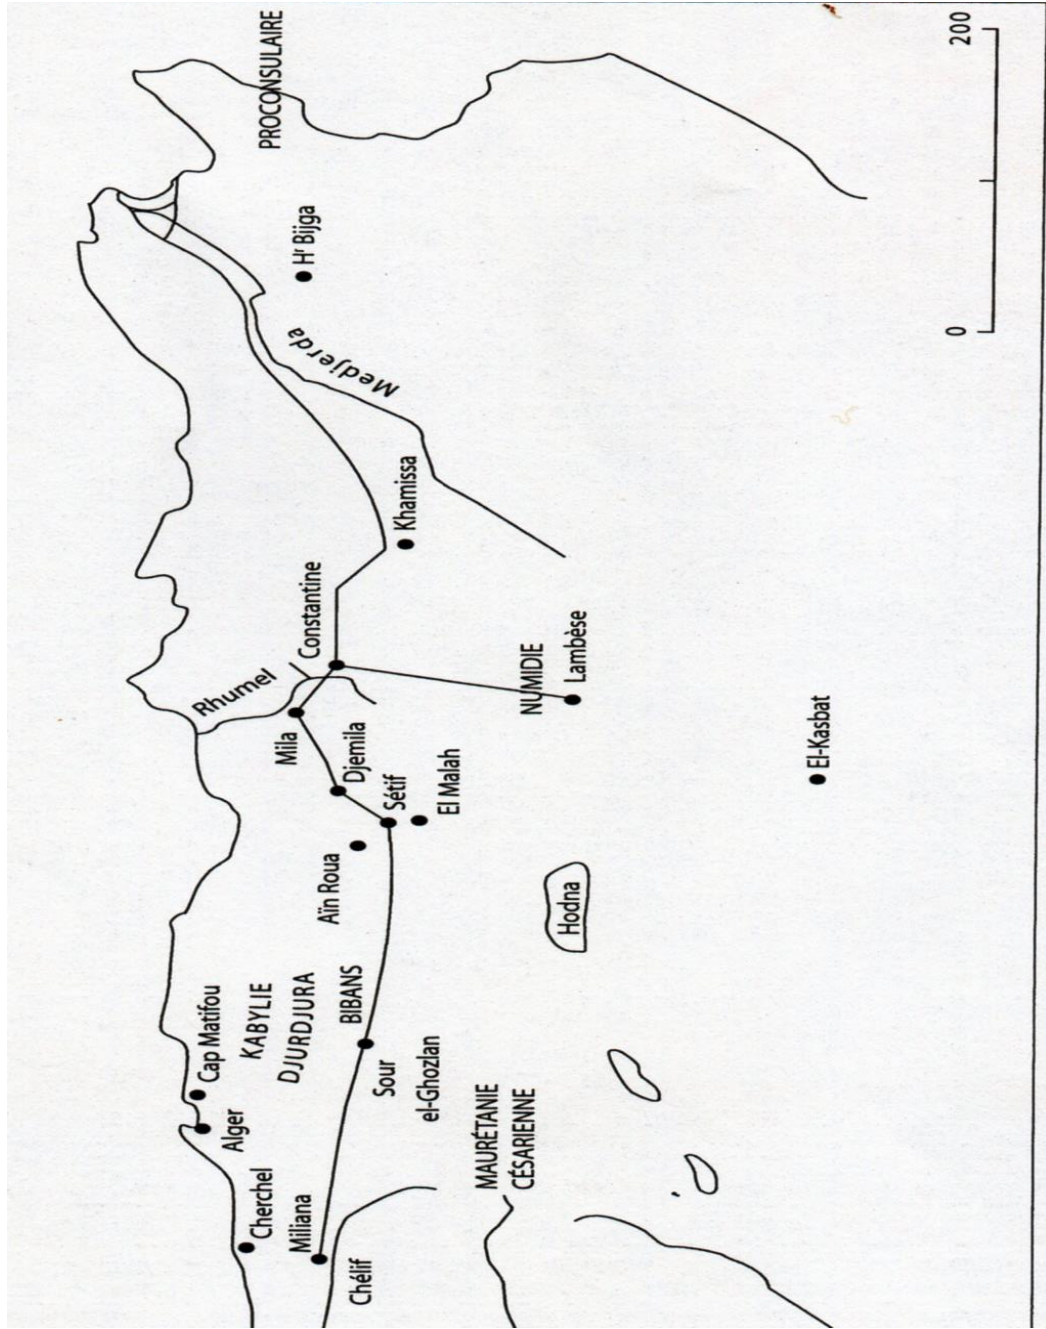 PROCONSULAIRE
200
Hʳ Bijga
0
Medjerda
Khamissa
Constantine
Rhumel
NUMIDIE
Lambèse
Mila
Djemila
El-Kasbat
Sétif
El Malah
Aïn Roua
Hodna
Cap Matifou
KABYLIE
DJURDJURA
BIBANS
Sour
el-Ghozlan
Alger
MAURÉTANIE
CÉSARIENNE
Cherchel
Miliana
Chélif